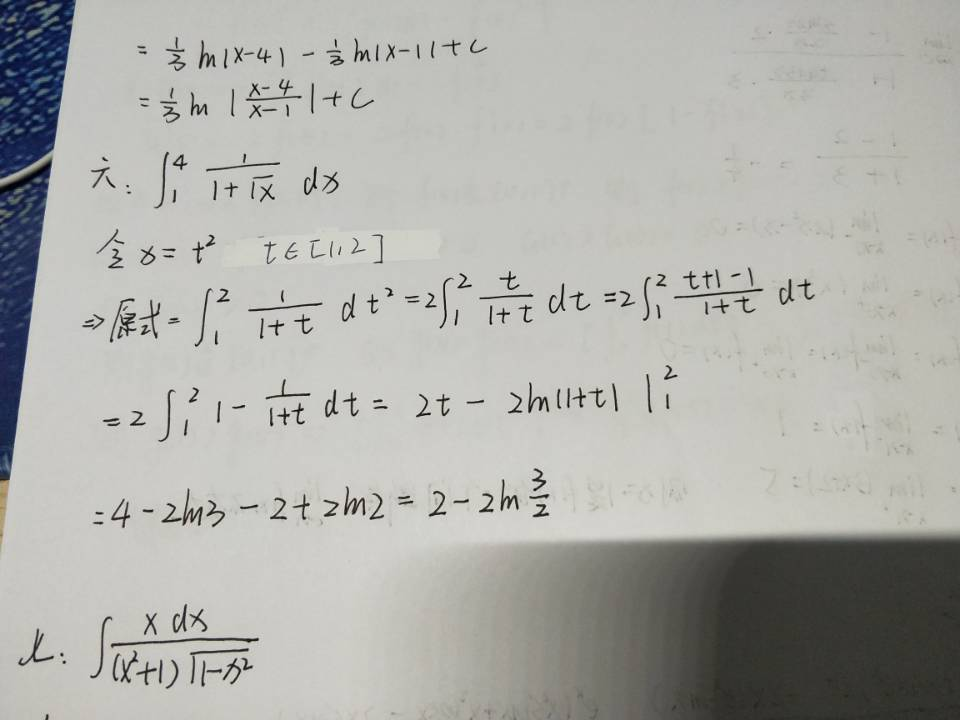 = 1/3 ln|x-4| - 1/3 ln|x-1|+c
= 1/3 ln |(x-4)/(x-1)|+c
六: ∫₁⁴ 1/(1+√x) dx
令 x = t² t∈[1,2]
⇒原式 = ∫₁² 1/(1+t) dt² = 2∫₁² t/(1+t) dt = 2∫₁² (t+1-1)/(1+t) dt
= 2∫₁² 1 - 1/(1+t) dt = 2t - 2ln|1+t| |₁²
= 4 - 2ln3 - 2 + 2ln2 = 2 - 2ln 3/2
七: ∫ x dx/((x²+1)√(1-x²))